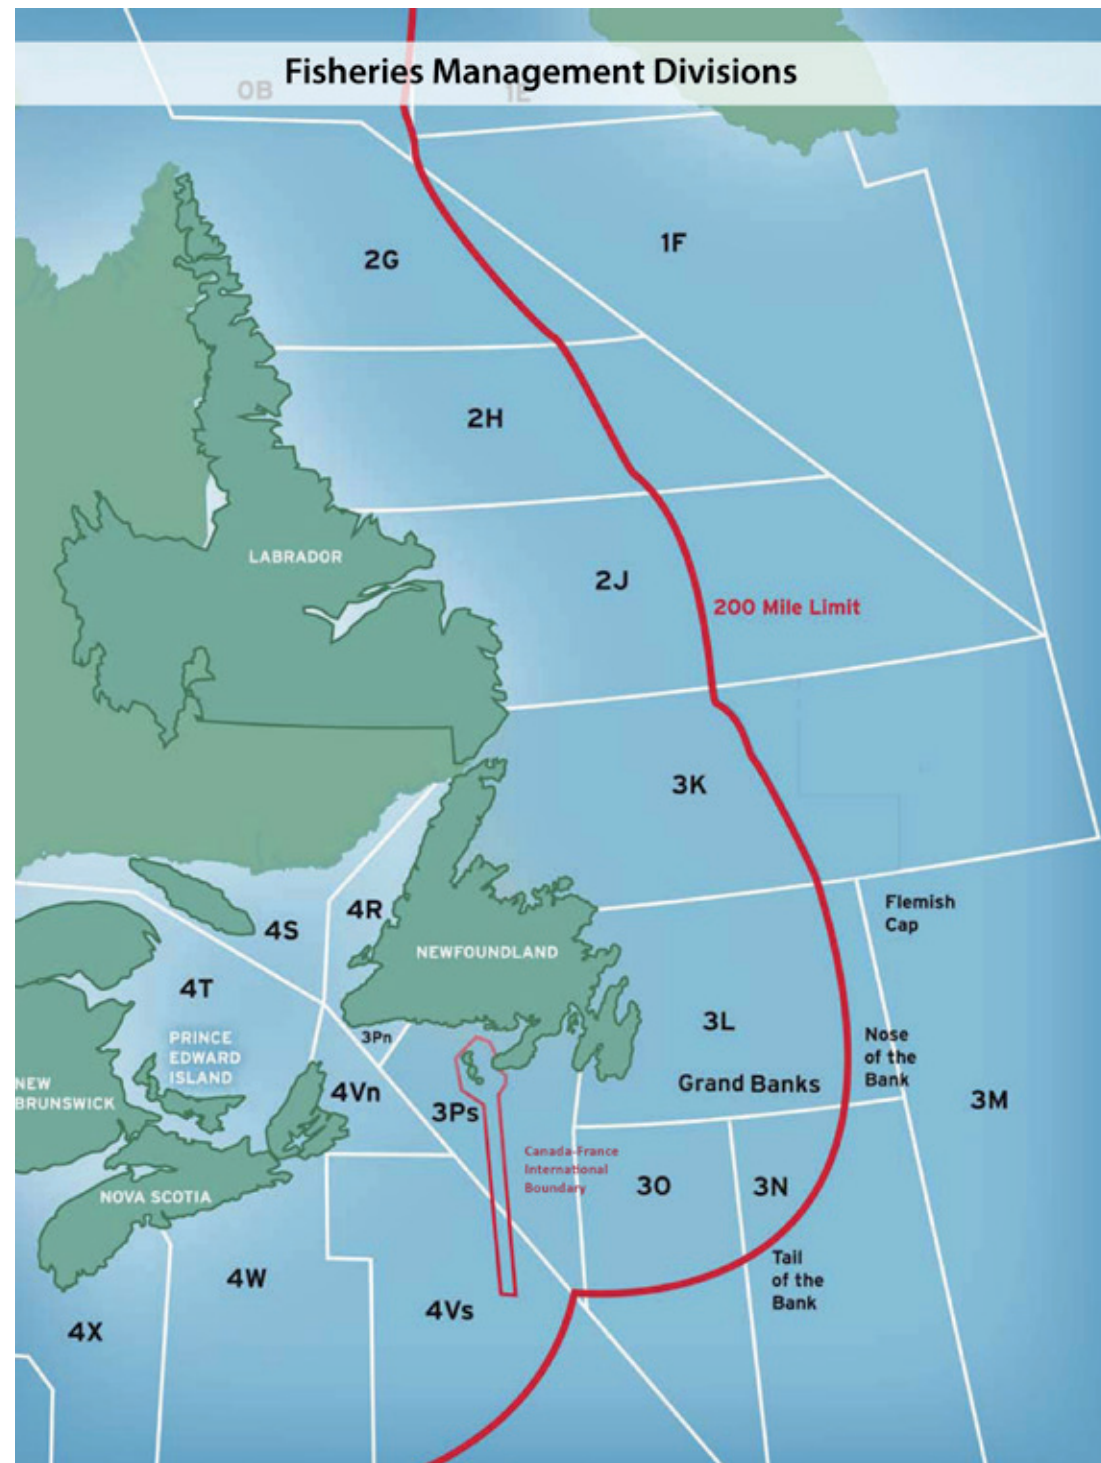 Fisheries Management Divisions
0B
1E
2G
1F
2H
LABRADOR
2J
200 Mile Limit
3K
4R
4S
Flemish
Cap
NEWFOUNDLAND
4T
3L
3Pn
PRINCE
EDWARD
ISLAND
Nose
of the
Bank
NEW
BRUNSWICK
4Vn
Grand Banks
3M
3Ps
Canada-France
International
Boundary
NOVA SCOTIA
3O
3N
4W
Tail
of the
Bank
4Vs
4X